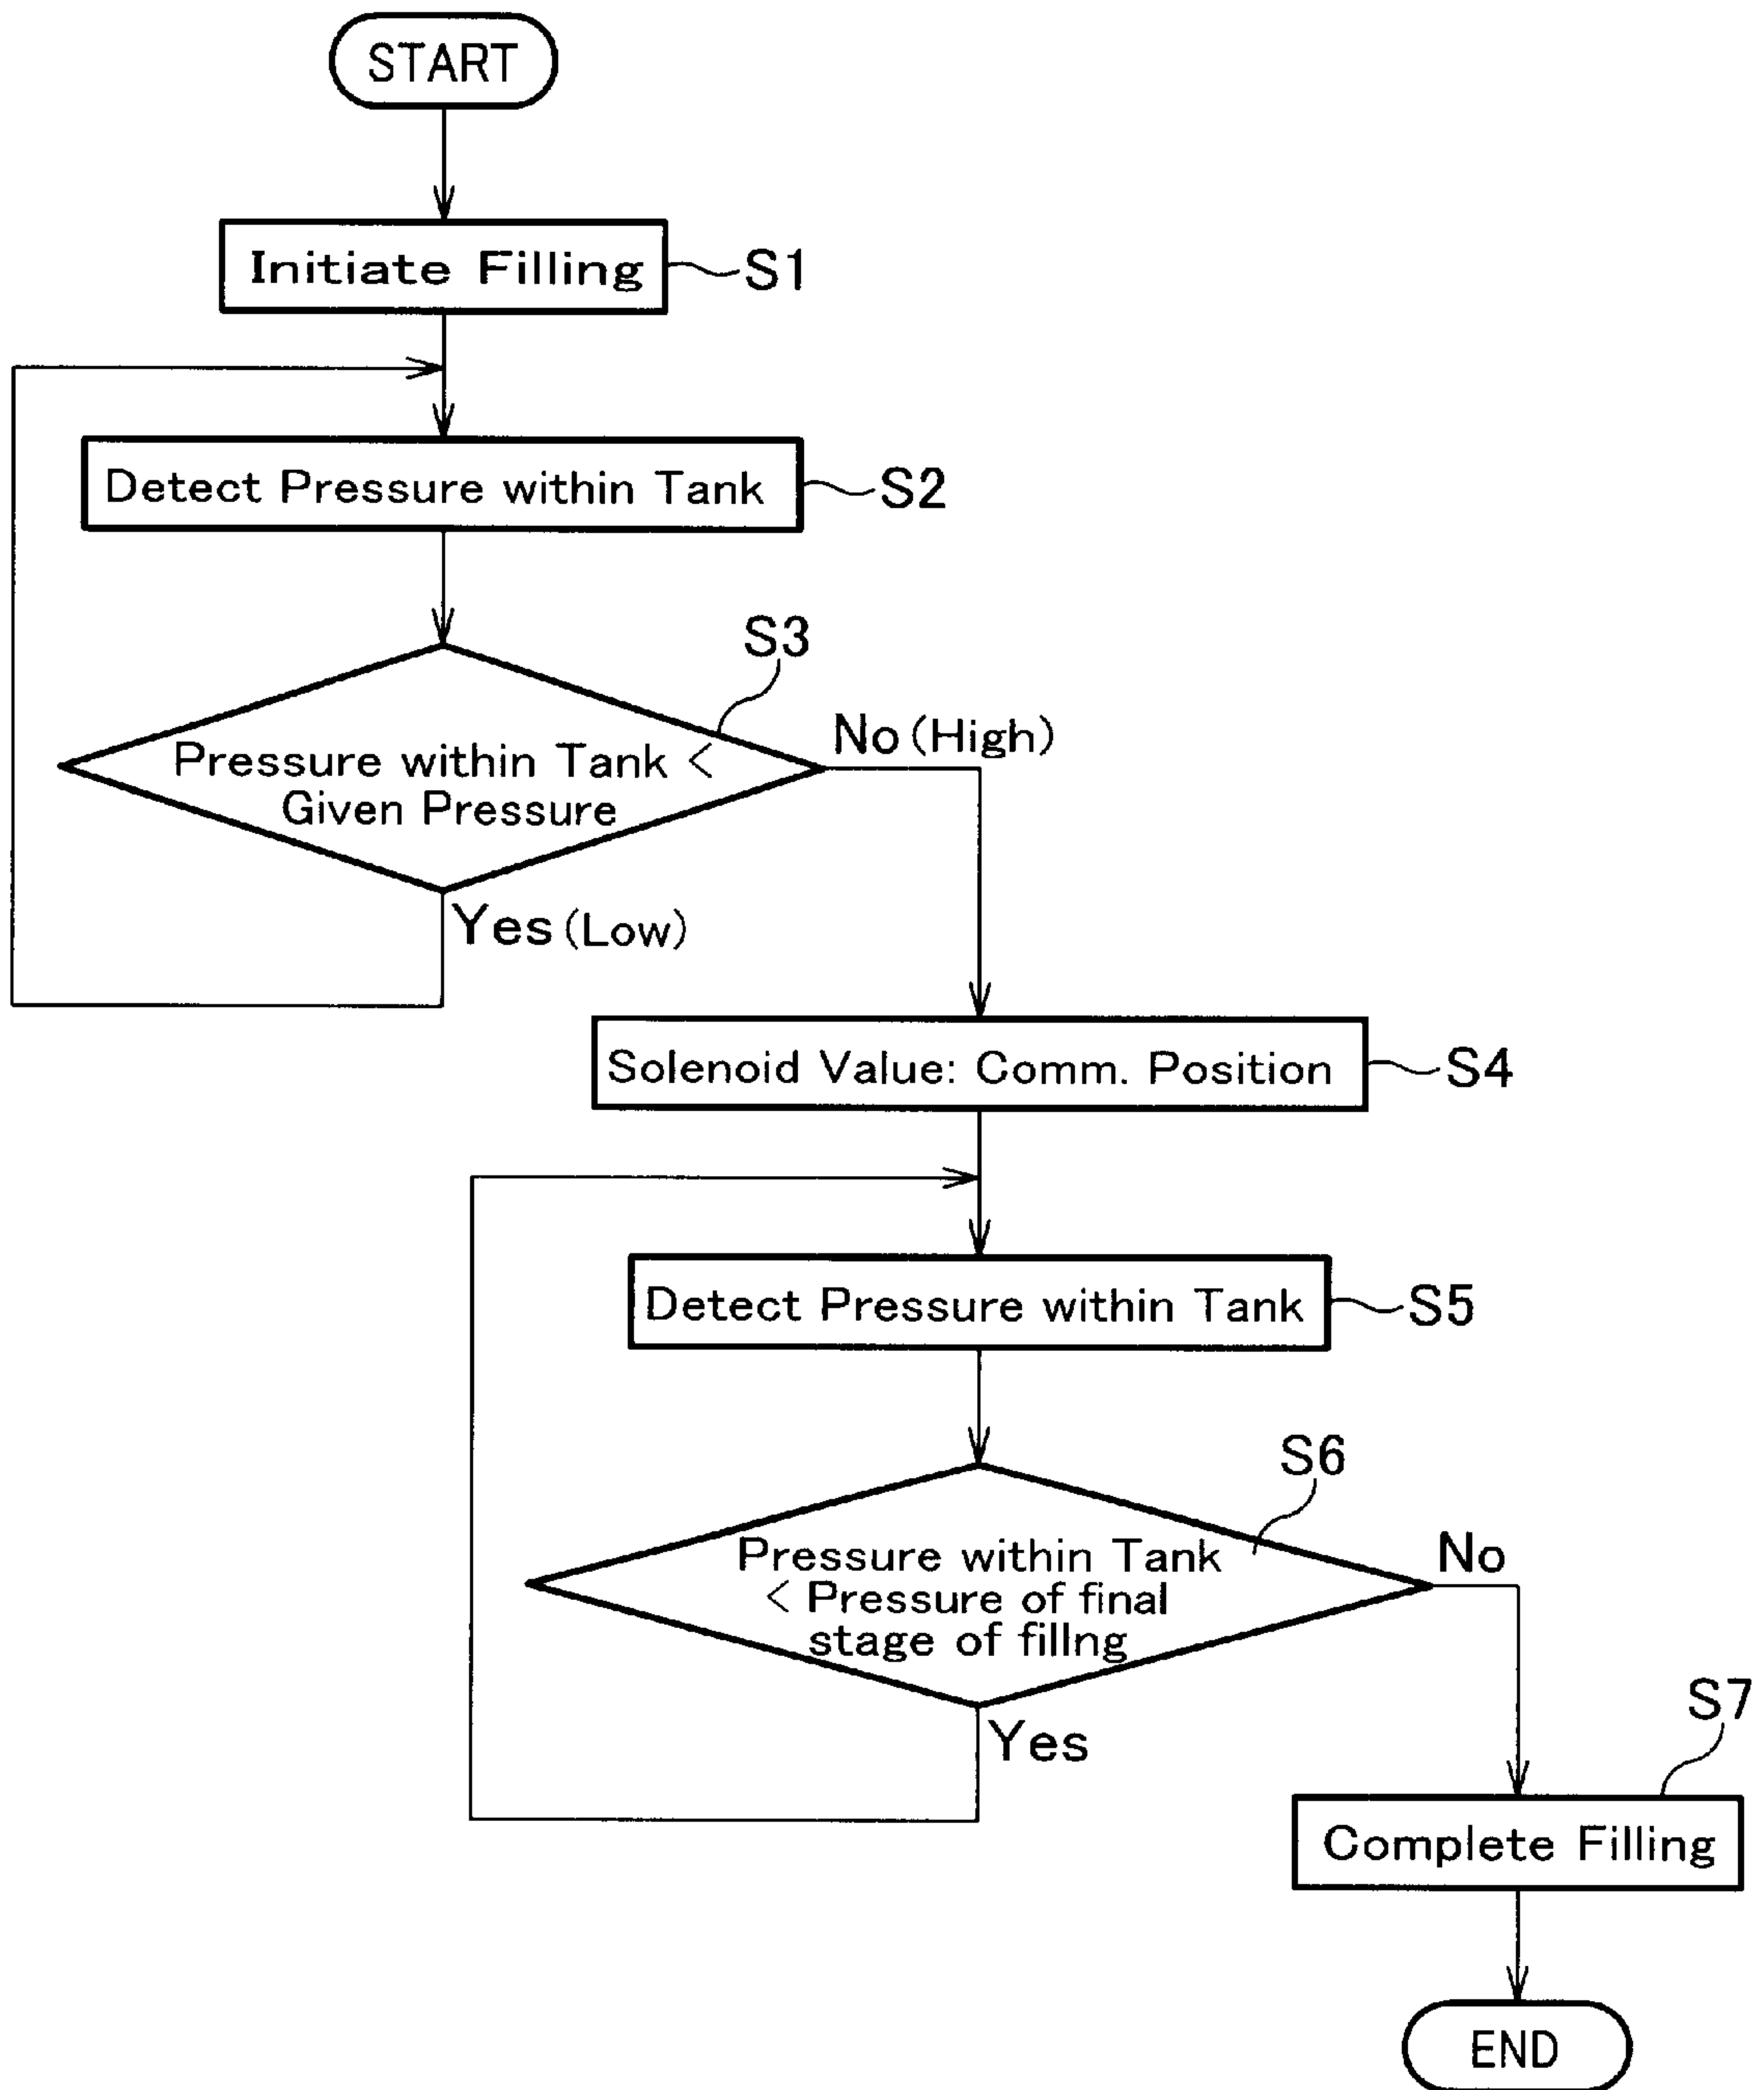 START
Initiate Filling
S1
Detect Pressure within Tank
S2
S3
Pressure within Tank <
Given Pressure
No (High)
Yes (Low)
Solenoid Value: Comm. Position
S4
Detect Pressure within Tank
S5
S6
Pressure within Tank
< Pressure of final
stage of fillng
No
Yes
S7
Complete Filling
END